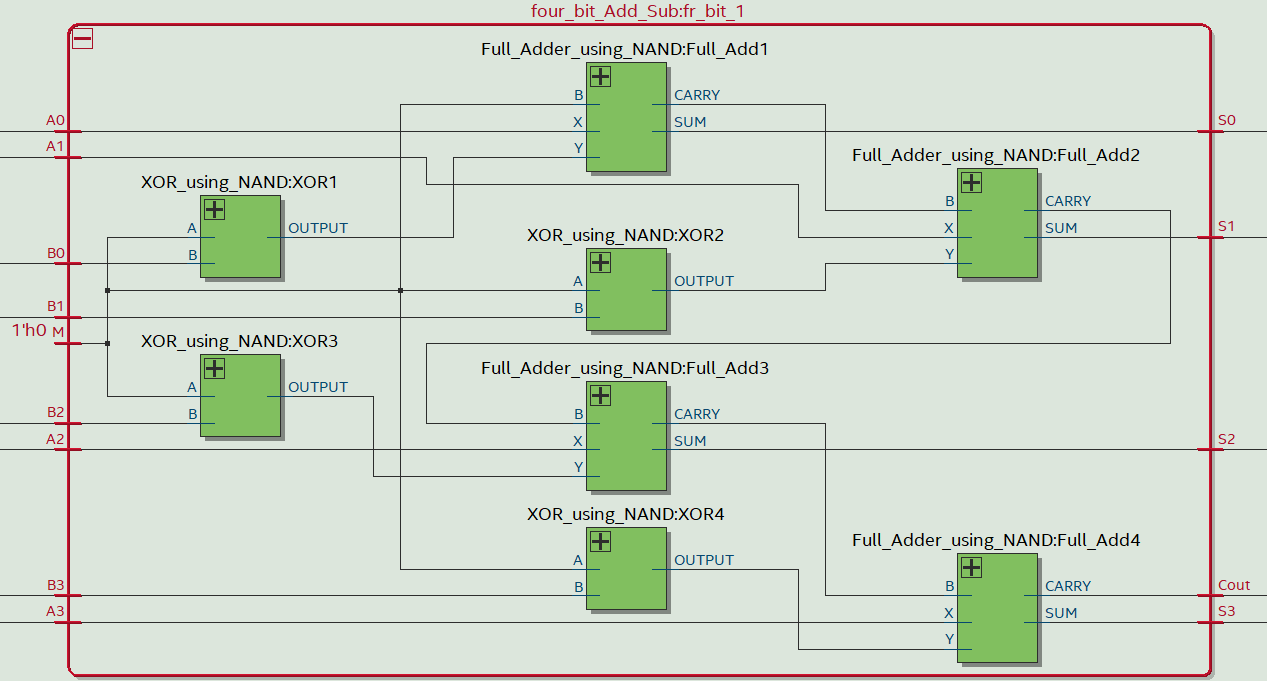 four_bit_Add_Sub:fr_bit_1
Full_Adder_using_NAND:Full_Add1
B
CARRY
A0
X
SUM
S0
A1
Y
Full_Adder_using_NAND:Full_Add2
XOR_using_NAND:XOR1
B
CARRY
A
OUTPUT
X
SUM
S1
XOR_using_NAND:XOR2
B0
B
Y
A
OUTPUT
B1
B
1'h0 M
XOR_using_NAND:XOR3
Full_Adder_using_NAND:Full_Add3
A
OUTPUT
B2
B
B
CARRY
A2
X
SUM
S2
Y
XOR_using_NAND:XOR4
Full_Adder_using_NAND:Full_Add4
A
OUTPUT
B3
B
B
CARRY
Cout
A3
X
SUM
S3
Y